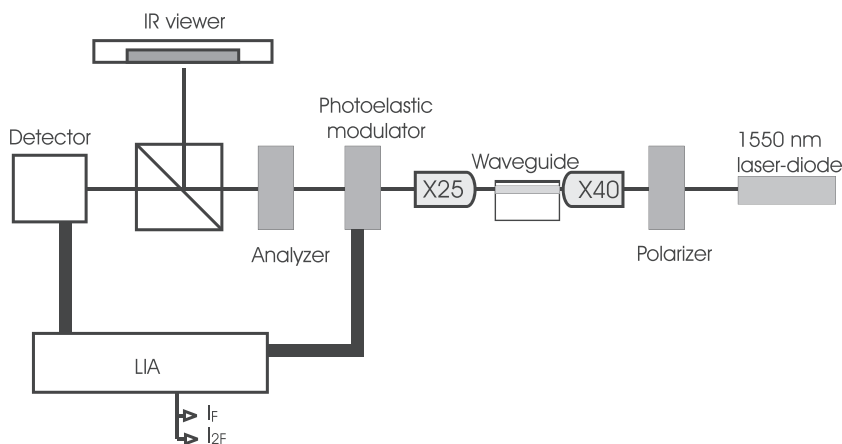 IR viewer
Photoelastic
modulator
Detector
1550 nm
laser-diode
Waveguide
X25
X40
Analyzer
Polarizer
LIA
IF
I2F